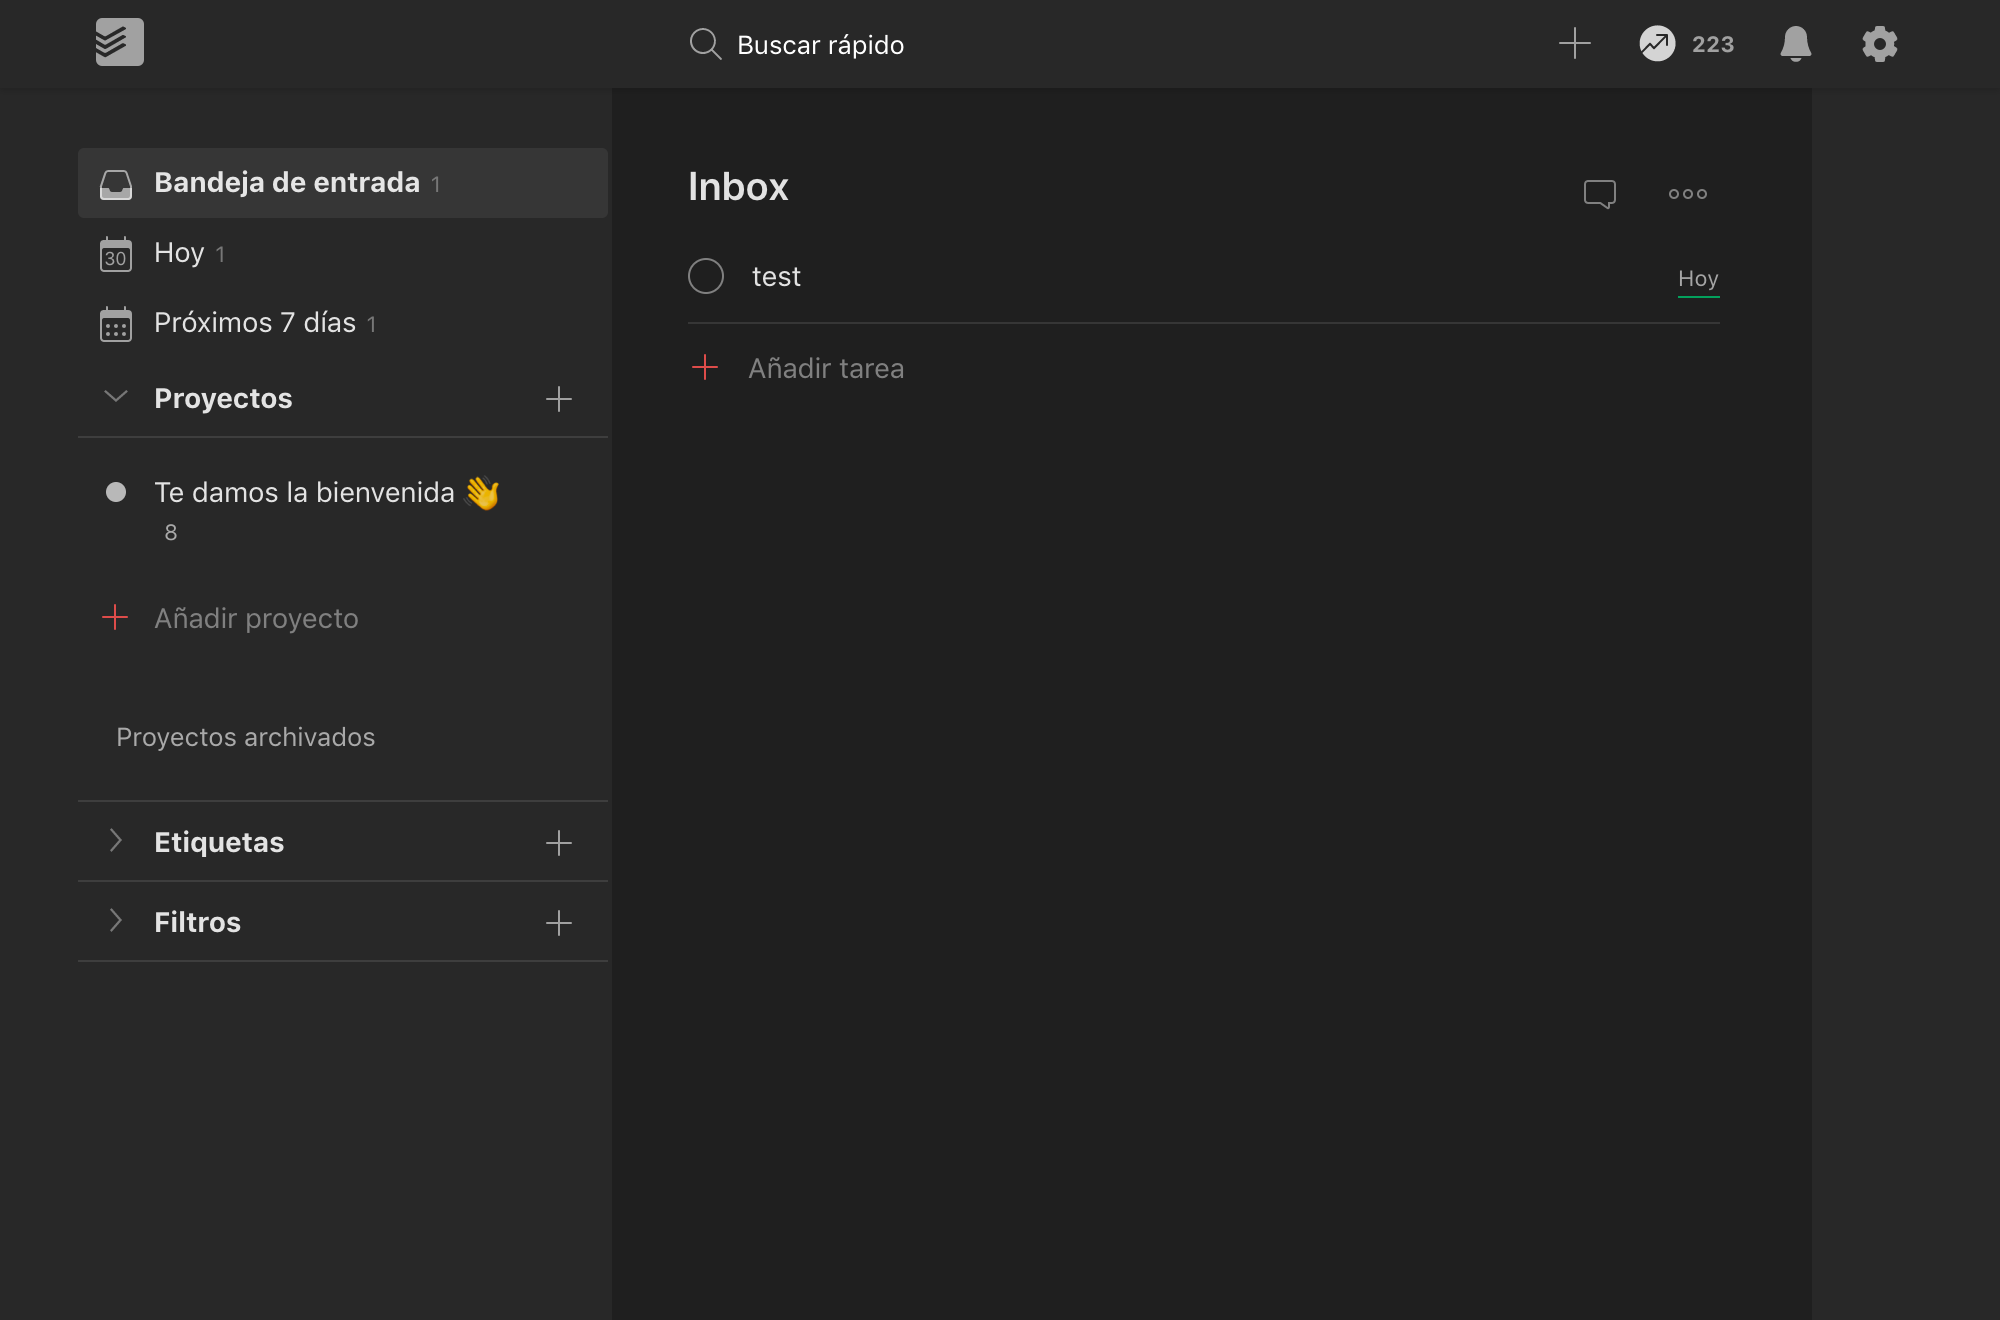 Buscar rápido
223
Bandeja de entrada 1
30
Hoy 1
Próximos 7 días 1
Proyectos
Te damos la bienvenida 👋
8
Añadir proyecto
Proyectos archivados
Etiquetas
Filtros
Inbox
test
Hoy
Añadir tarea